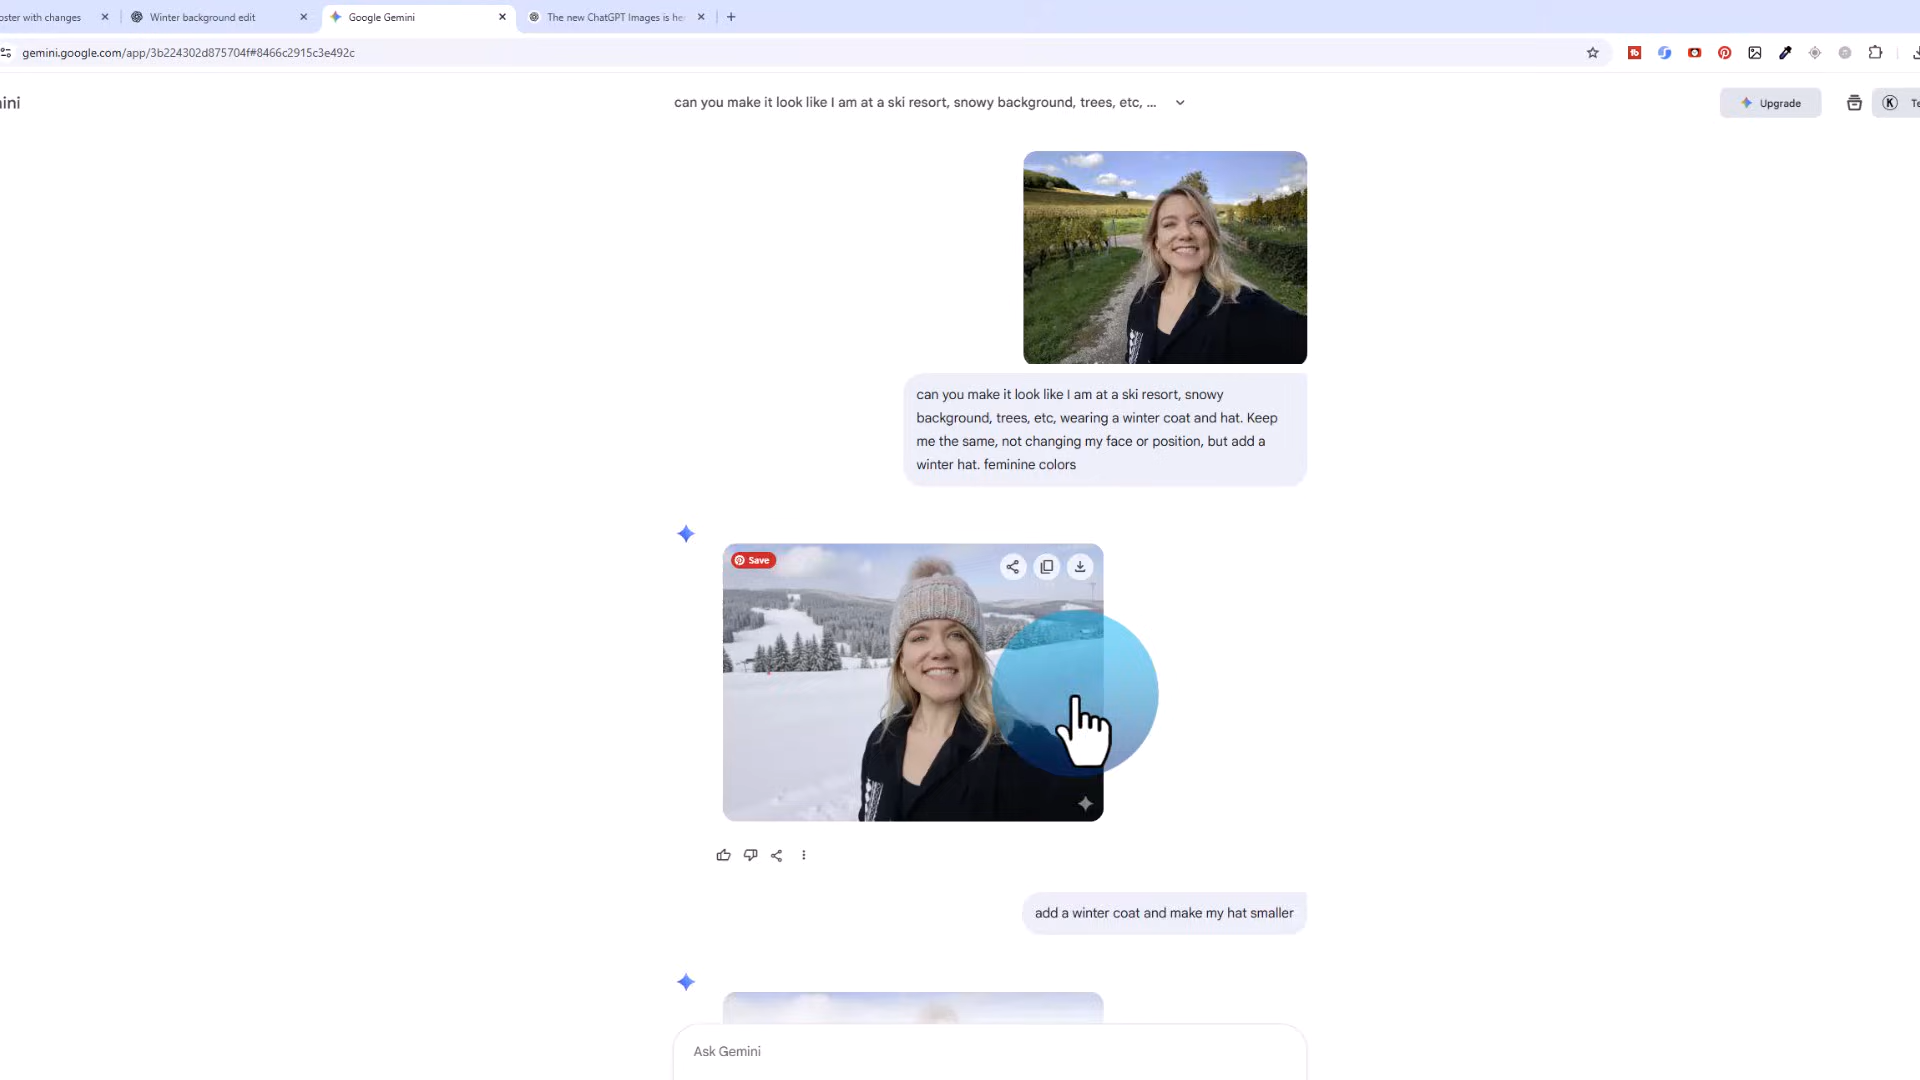 oster with changes
Winter background edit
Google Gemini
The new ChatGPT Images is he
gemini.google.com/app/3b224302d875704f#8466c2915c3e492c
ini
can you make it look like I am at a ski resort, snowy background, trees, etc, ...
Upgrade
K
Te
can you make it look like I am at a ski resort, snowy
background, trees, etc, wearing a winter coat and hat. Keep
me the same, not changing my face or position, but add a
winter hat. feminine colors
Save
add a winter coat and make my hat smaller
Ask Gemini